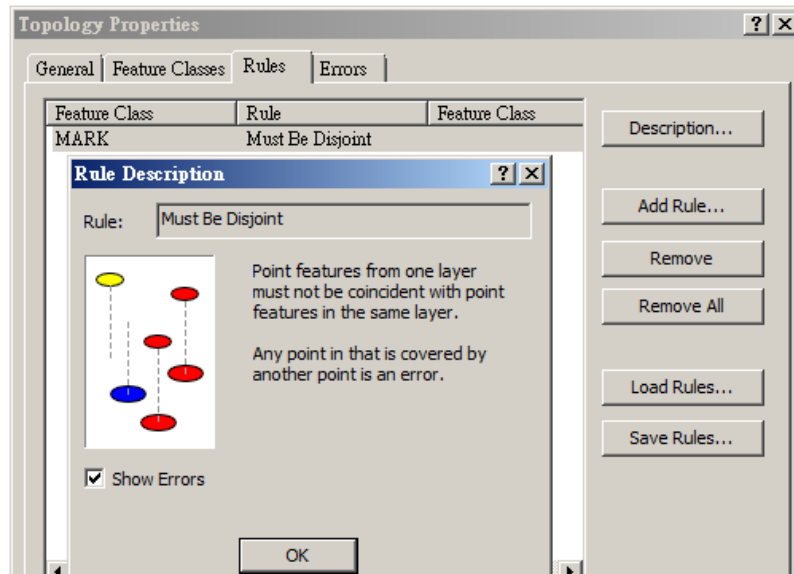 Topology Properties
General Feature Classes Rules Errors
Feature Class Rule Feature Class
MARK Must Be Disjoint
Description...
Add Rule...
Remove
Remove All
Load Rules...
Save Rules...
Rule Description
Rule: Must Be Disjoint
Point features from one layer
must not be coincident with point
features in the same layer.
Any point in that is covered by
another point is an error.
Show Errors
OK